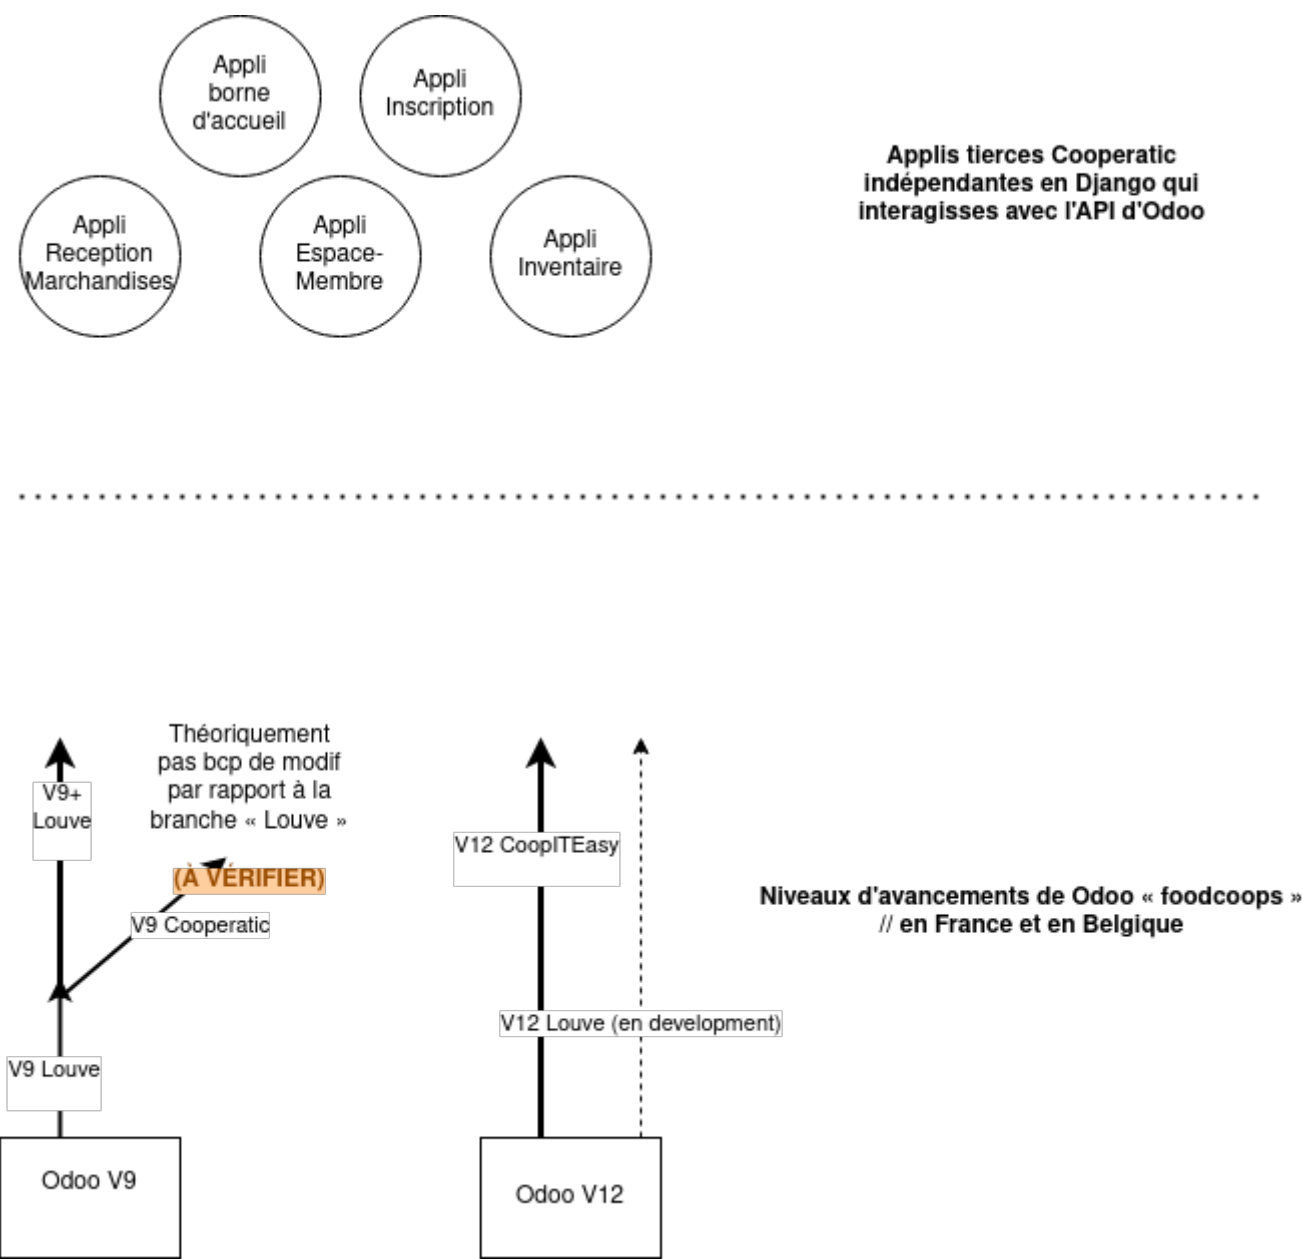 Appli
borne
d'accueil
Appli
Inscription
Applis tierces Cooperatic
indépendantes en Django qui
interagisses avec l'API d'Odoo
Appli
Reception
Marchandises
Appli
Espace-
Membre
Appli
Inventaire
Théoriquement
pas bcp de modif
par rapport à la
branche « Louve »
(À VÉRIFIER)
V9+
Louve
V9 Cooperatic
V9 Louve
Odoo V9
V12 CoopITEasy
V12 Louve (en development)
Odoo V12
Niveaux d'avancements de Odoo « foodcoops »
// en France et en Belgique